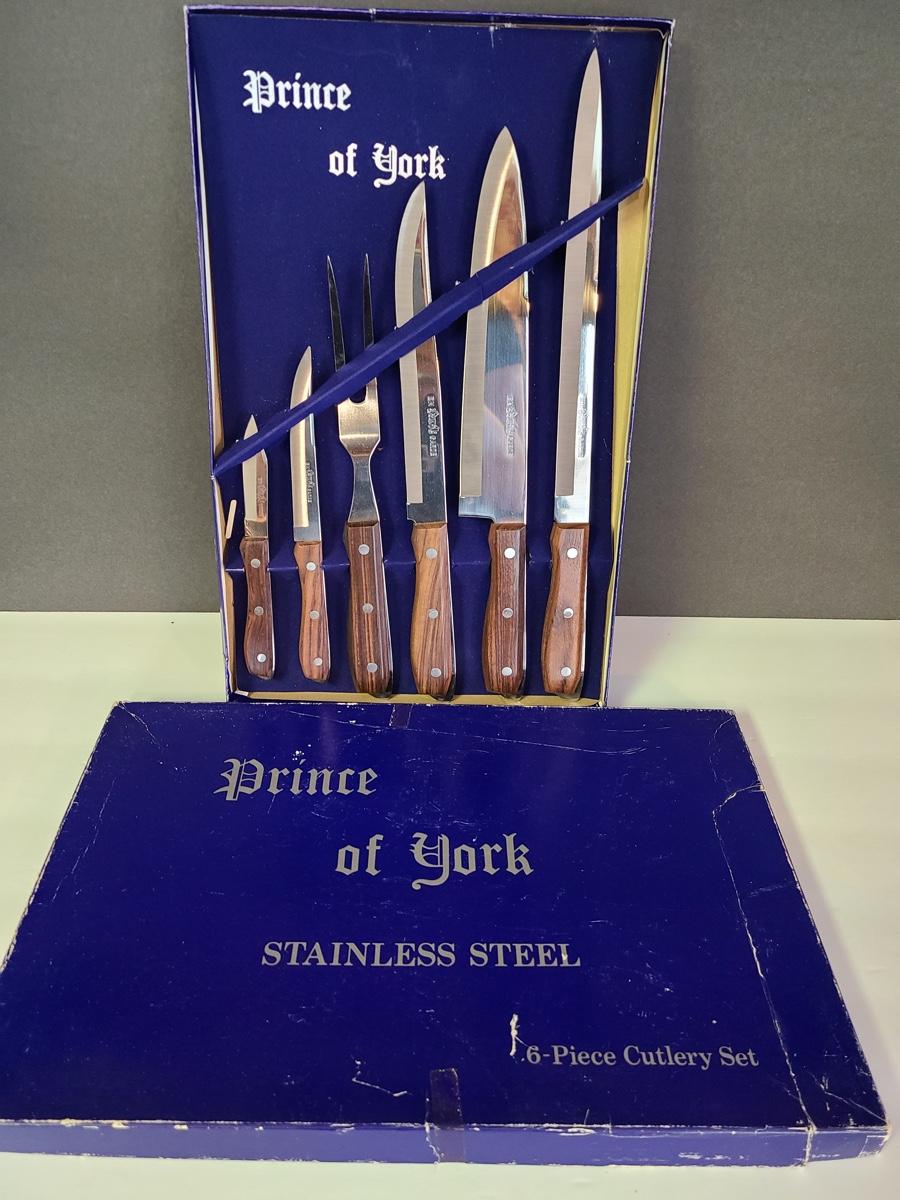 Prince
of York
Prince
of York
STAINLESS STEEL
6-Piece Cutlery Set